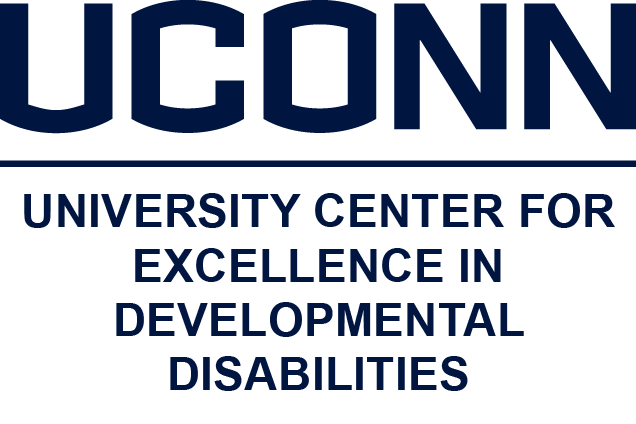 UCONN
UNIVERSITY CENTER FOR
EXCELLENCE IN
DEVELOPMENTAL
DISABILITIES